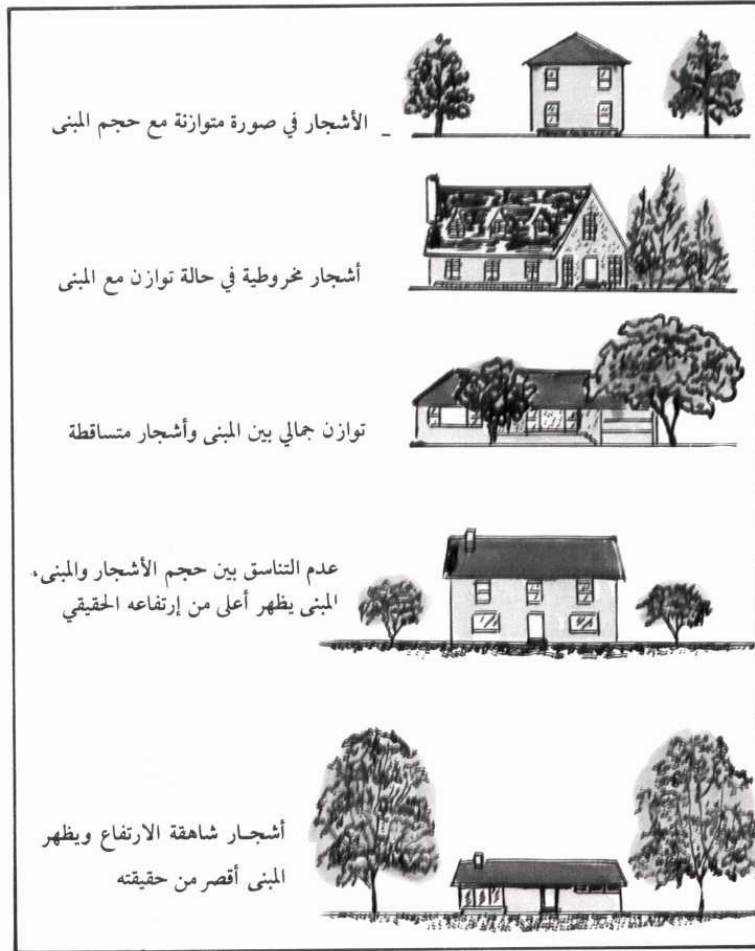 الأشجار في صورة متوازنة مع حجم المبنى
أشجار مخروطية في حالة توازن مع المبنى
توازن جمالي بين المبنى وأشجار متساقطة
عدم التناسق بين حجم الأشجار والمبنى،
المبنى يظهر أعلى من إرتفاعه الحقيقي
أشجـار شاهقة الارتفاع ويظهر
المبنى أقصر من حقيقته